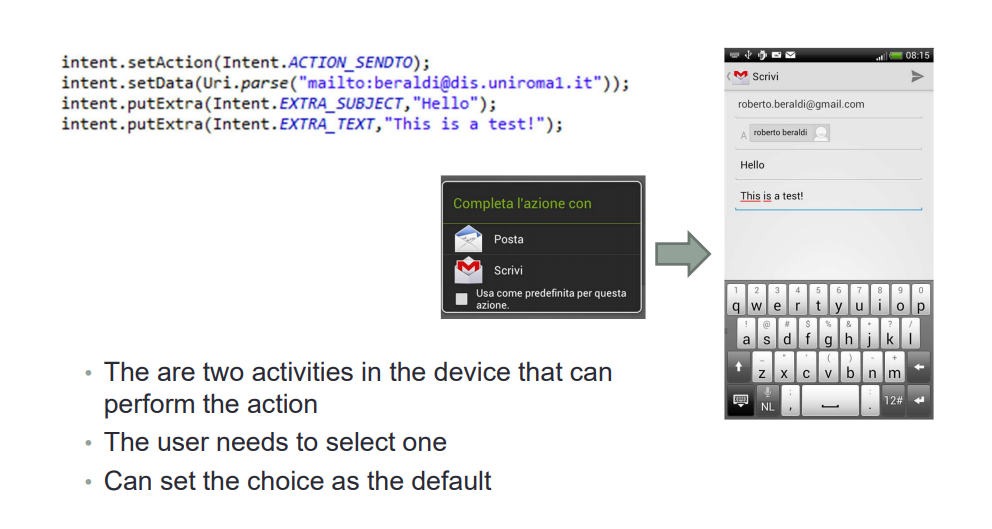 intent.setAction(Intent.ACTION_SENDTO);
intent.setData(Uri.parse("mailto:beraldi@dis.uniroma1.it"));
intent.putExtra(Intent.EXTRA_SUBJECT,"Hello");
intent.putExtra(Intent.EXTRA_TEXT,"This is a test!");
Completa l'azione con
Posta
Scrivi
Usa come predefinita per questa
azione.
08:15
Scrivi
roberto.beraldi@gmail.com
A roberto beraldi
Hello
This is a test!
1 2 3 4 5 6 7 8 9 0
q w e r t y u i o p
! @ # $ % & * ? /
a s d f g h j k l
_ " ' ( ) - +
z x c v b n m
NL , . 12#
• The are two activities in the device that can
perform the action
• The user needs to select one
• Can set the choice as the default